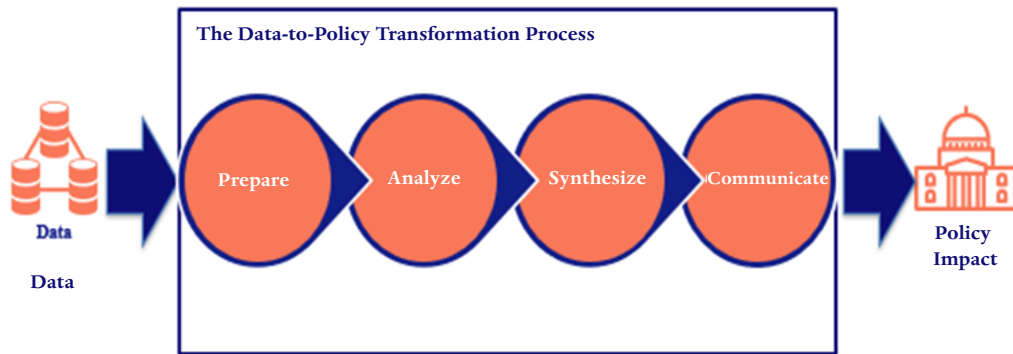 The Data-to-Policy Transformation Process
Prepare
Analyze
Synthesize
Communicate
Data
Data
Policy
Impact